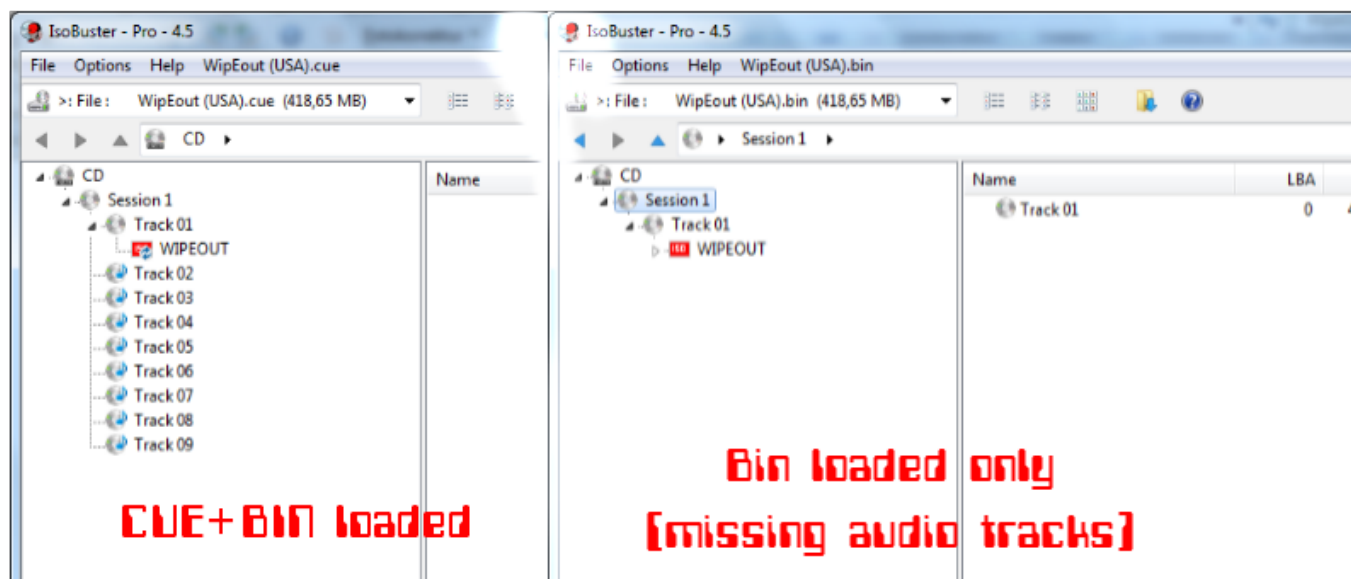 IsoBuster - Pro - 4.5
File Options Help WipEout (USA).cue
>: File : WipEout (USA).cue (418,65 MB)
CD
CD
Session 1
Track 01
WIPEOUT
Track 02
Track 03
Track 04
Track 05
Track 06
Track 07
Track 08
Track 09
Name
CUE+BIN loaded
IsoBuster - Pro - 4.5
File Options Help WipEout (USA).bin
>: File : WipEout (USA).bin (418,65 MB)
Session 1
CD
Session 1
Track 01
ISO WIPEOUT
Name LBA
Track 01 0
Bin loaded only
[missing audio tracks]